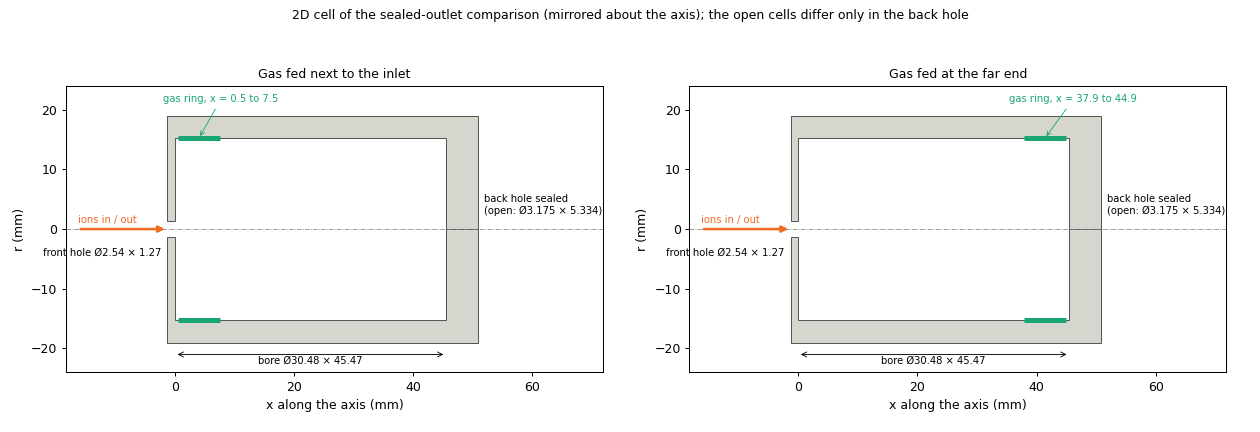 2D cell of the sealed-outlet comparison (mirrored about the axis); the open cells differ only in the back hole
Gas fed next to the inlet
gas ring, x = 0.5 to 7.5
20
10
0
−10
−20
r (mm)
ions in / out
front hole Ø2.54 × 1.27
back hole sealed
(open: Ø3.175 × 5.334)
bore Ø30.48 × 45.47
0
20
40
60
x along the axis (mm)
Gas fed at the far end
gas ring, x = 37.9 to 44.9
20
10
0
−10
−20
r (mm)
ions in / out
front hole Ø2.54 × 1.27
back hole sealed
(open: Ø3.175 × 5.334)
bore Ø30.48 × 45.47
0
20
40
60
x along the axis (mm)